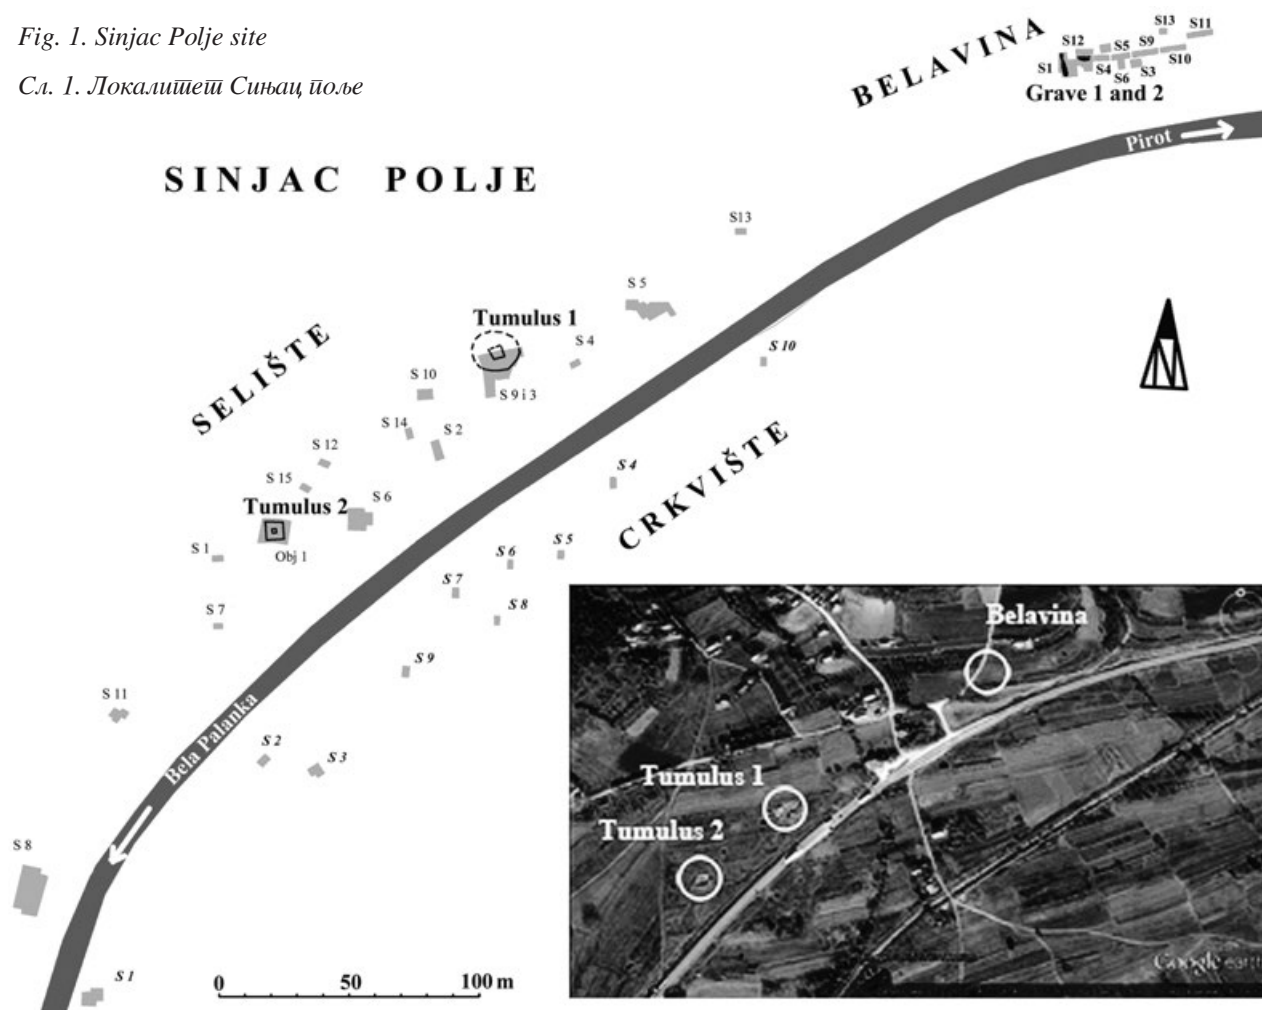 Fig. 1. Sinjac Polje site
Сл. 1. Локалитет Сињац поље
BELAVINA
S13
S11
S12
S5
S9
S1
S4
S6
S3
S10
Grave 1 and 2
Pirot
SINJAC POLJE
S13
S 5
Tumulus 1
S 4
S 10
SELIŠTE
S 10
S 9 i 3
S 14
S 2
S 12
CRKVIŠTE
S 15
S 4
Tumulus 2
S 6
S 1
Obj 1
S 6
S 5
S 7
S 7
S 8
S 9
S 11
Bela Palanka
S 2
S 3
S 8
S 1
0 50 100 m
N
Belavina
Tumulus 1
Tumulus 2
Google earth